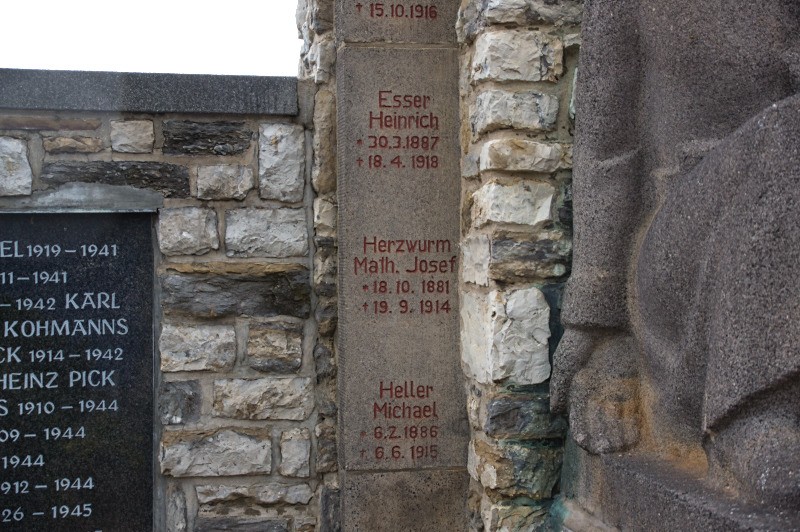 EL 1919 – 1941
11 – 1941
– 1942 KARL
KOHMANNS
CK 1914 – 1942
HEINZ PICK
S 1910 – 1944
09 – 1944
1944
912 – 1944
26 – 1945
† 15.10.1916
Esser
Heinrich
* 30.3.1887
† 18.4.1918
Herzwurm
Math. Josef
* 18.10.1881
† 19.9.1914
Heller
Michael
* 6.2.1886
† 6.6.1915